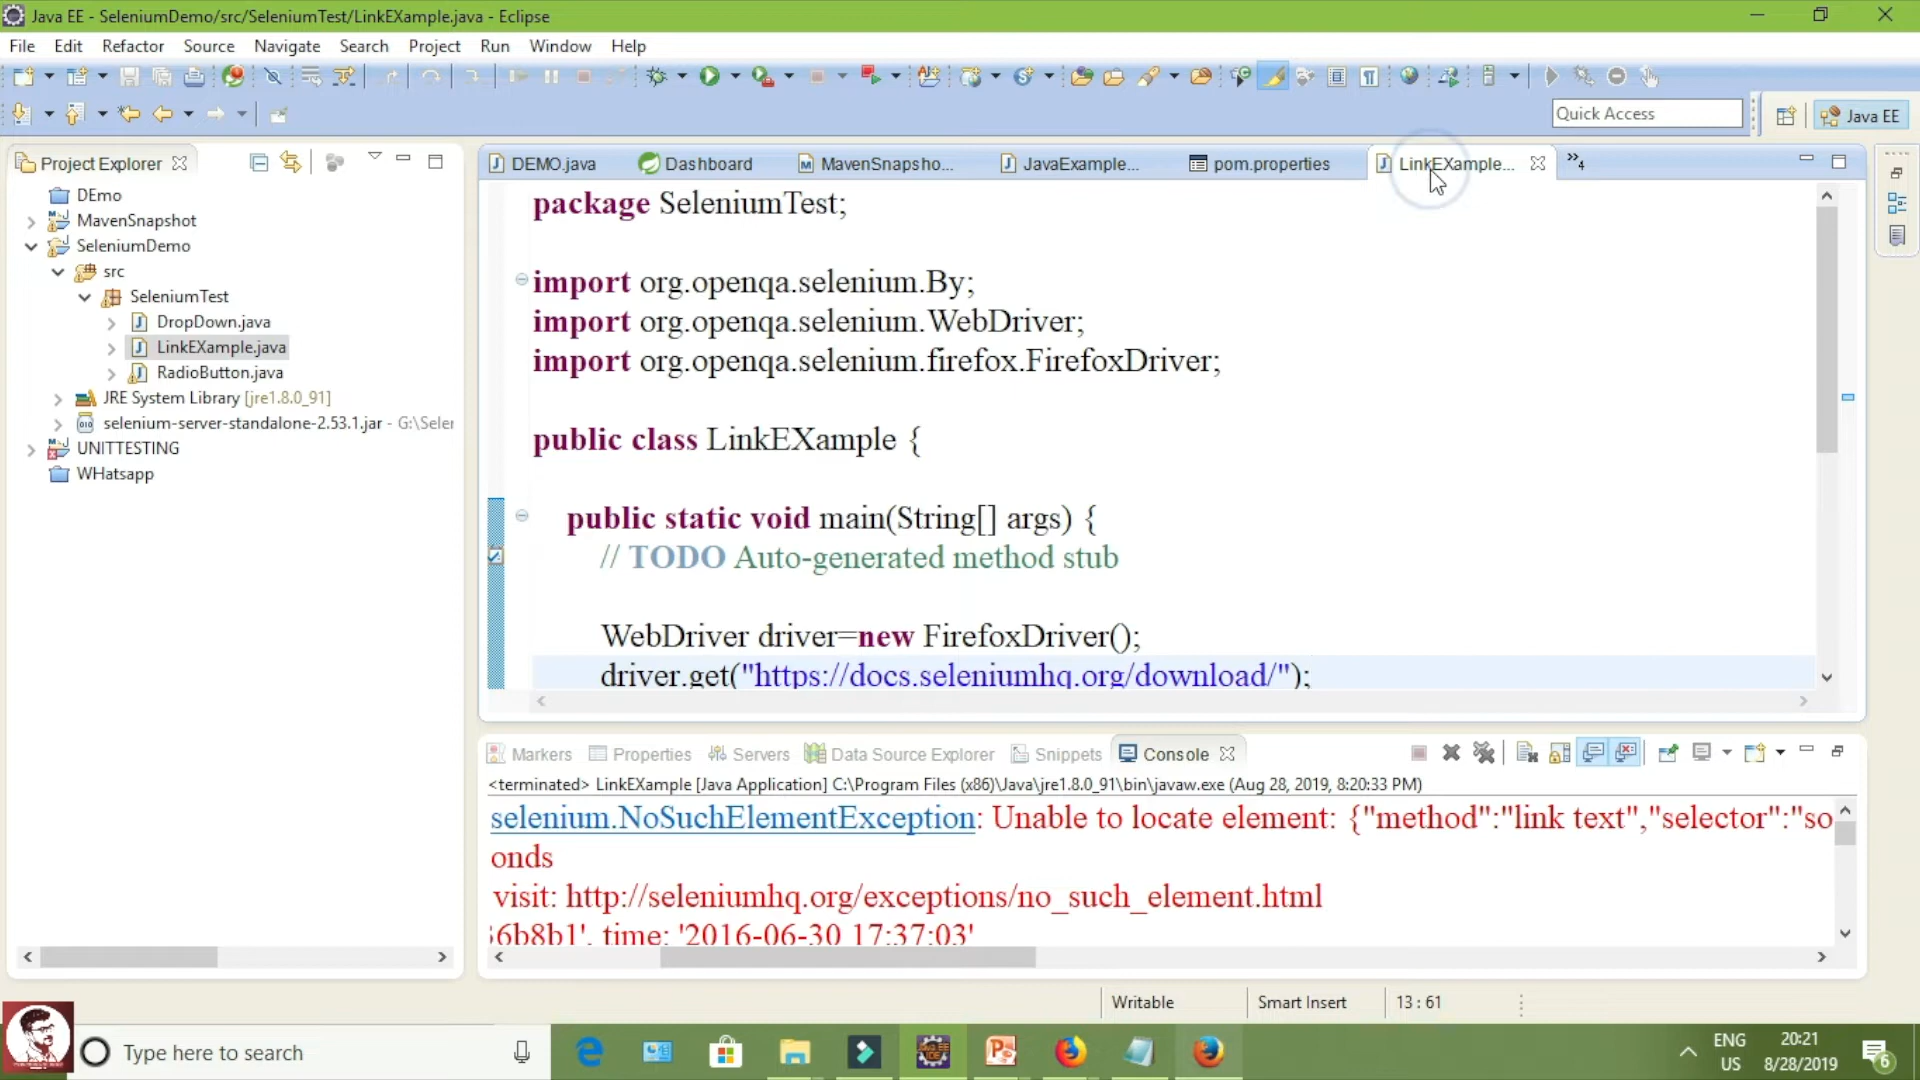 Java EE - SeleniumDemo/src/SeleniumTest/LinkEXample.java - Eclipse
File Edit Refactor Source Navigate Search Project Run Window Help
Quick Access
Java EE
Project Explorer
DEmo
MavenSnapshot
SeleniumDemo
src
SeleniumTest
DropDown.java
LinkEXample.java
RadioButton.java
JRE System Library [jre1.8.0_91]
selenium-server-standalone-2.53.1.jar - G:\Seler
UNITTESTING
WHatsapp
DEMO.java Dashboard MavenSnapsho... JavaExample... pom.properties LinkEXample... »4
package SeleniumTest;
import org.openqa.selenium.By;
import org.openqa.selenium.WebDriver;
import org.openqa.selenium.firefox.FirefoxDriver;
public class LinkEXample {
public static void main(String[] args) {
// TODO Auto-generated method stub
WebDriver driver=new FirefoxDriver();
driver.get("https://docs.seleniumhq.org/download/");
Markers Properties Servers Data Source Explorer Snippets Console
<terminated> LinkEXample [Java Application] C:\Program Files (x86)\Java\jre1.8.0_91\bin\javaw.exe (Aug 28, 2019, 8:20:33 PM)
selenium.NoSuchElementException: Unable to locate element: {"method":"link text","selector":"so
onds
visit: http://seleniumhq.org/exceptions/no_such_element.html
6b8b1', time: '2016-06-30 17:37:03'
Writable Smart Insert 13 : 61
Type here to search
ENG
US
20:21
8/28/2019
6